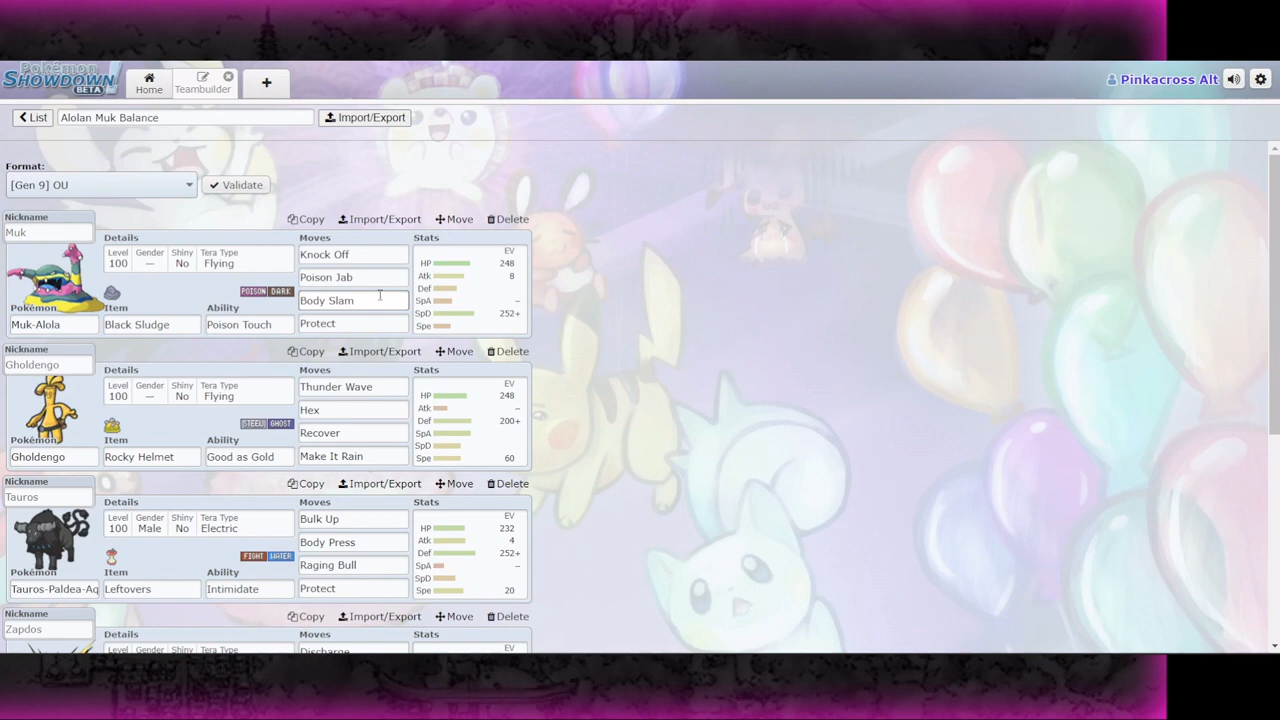 Pokémon
SHOWDOWN!
BETA
Home
Teambuilder
+
Pinkacross Alt
List
Alolan Muk Balance
Import/Export
Format:
[Gen 9] OU
Validate
Copy Import/Export Move Delete
Nickname
Muk
Details
Level Gender Shiny Tera Type
100 — No Flying
POISON DARK
Pokémon Item Ability
Muk-Alola Black Sludge Poison Touch
Moves
Knock Off
Poison Jab
Body Slam
Protect
Stats
EV
HP 248
Atk 8
Def
SpA –
SpD 252+
Spe
Copy Import/Export Move Delete
Nickname
Gholdengo
Details
Level Gender Shiny Tera Type
100 — No Flying
STEEL GHOST
Pokémon Item Ability
Gholdengo Rocky Helmet Good as Gold
Moves
Thunder Wave
Hex
Recover
Make It Rain
Stats
EV
HP 248
Atk –
Def 200+
SpA
SpD
Spe 60
Copy Import/Export Move Delete
Nickname
Tauros
Details
Level Gender Shiny Tera Type
100 Male No Electric
FIGHT WATER
Pokémon Item Ability
Tauros-Paldea-Aq Leftovers Intimidate
Moves
Bulk Up
Body Press
Raging Bull
Protect
Stats
EV
HP 232
Atk 4
Def 252+
SpA –
SpD
Spe 20
Copy Import/Export Move Delete
Nickname
Zapdos
Details
Level Gender Shiny Tera Type
Moves
Discharge
Stats
EV